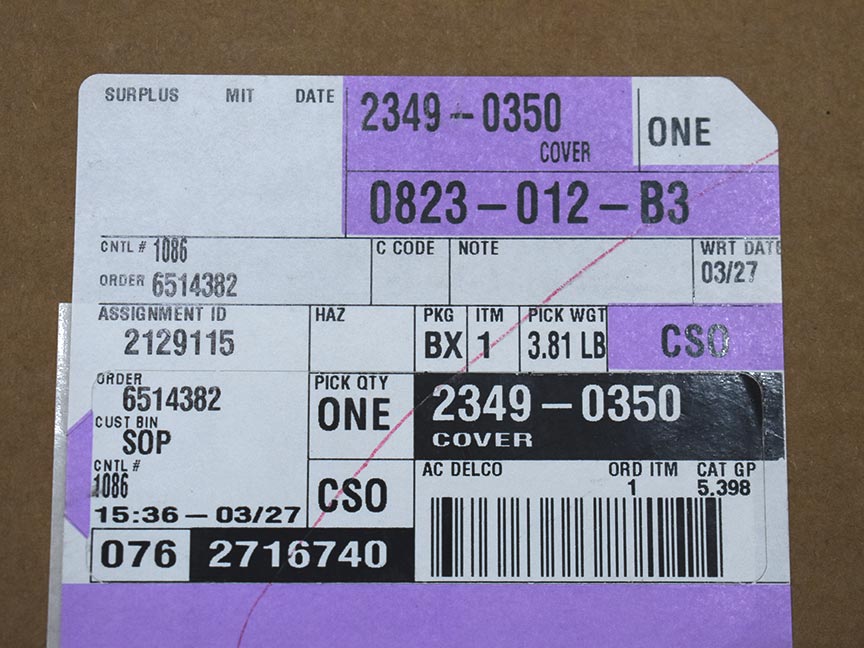 SURPLUS MIT DATE
2349-0350
COVER
ONE
0823-012-B3
CNTL # 1086
ORDER 6514382
C CODE
NOTE
WRT DATE
03/27
ASSIGNMENT ID
2129115
HAZ
PKG
BX
ITM
1
PICK WGT
3.81 LB
CSO
ORDER
6514382
CUST BIN
SOP
CNTL #
1086
15:36-03/27
PICK QTY
ONE
CSO
2349-0350
COVER
AC DELCO
ORD ITM
1
CAT GP
5.398
076 2716740